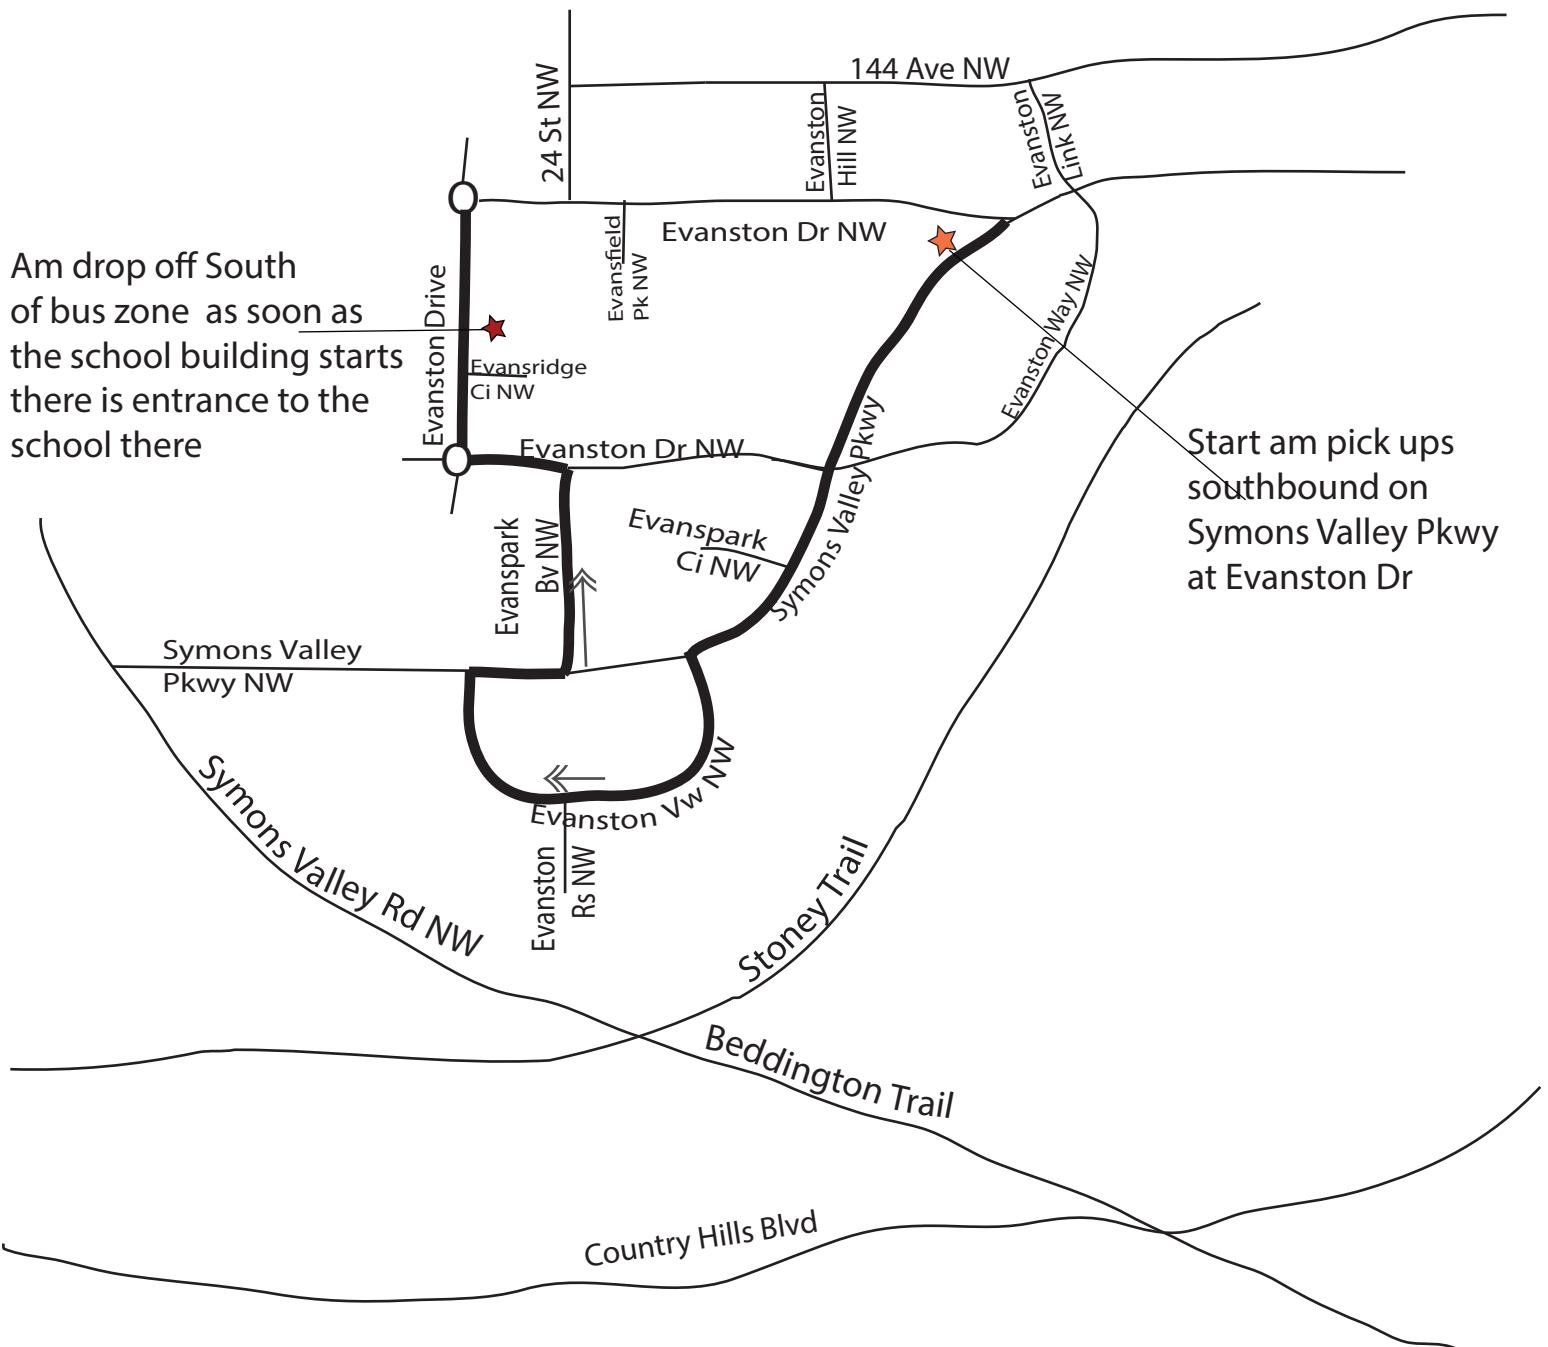 144 Ave NW
24 St NW
Evanston
Hill NW
Evanston
Link NW
Evanston Dr NW
Evansfield
Pk NW
Am drop off South
of bus zone  as soon as
the school building starts
there is entrance to the
school there
Evanston Drive
Evansridge
Ci NW
Evanston Way NW
Evanston Dr NW
Symons Valley Pkwy
Start am pick ups
southbound on
Symons Valley Pkwy
at Evanston Dr
Evanspark
Bv NW
Evanspark
Ci NW
Symons Valley Pkwy
Symons Valley
Pkwy NW
Evanston Vw NW
Evanston
Rs NW
Symons Valley Rd NW
Stoney Trail
Beddington Trail
Country Hills Blvd